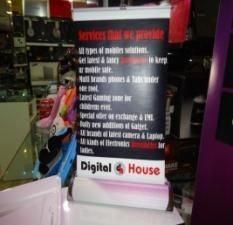 Services that we provide
All types of mobiles solutions.
Get latest & fancy accessories to keep
ur mobile safe.
Multi brands phones & Tabs under
one roof.
Latest Gaming zone for
childrens ever.
Special offer on exchange & EMI.
Daily new additions of Gadget.
All brands of latest camera & Laptop.
All kinds of Electronics accessories for
ladies.
Digital House